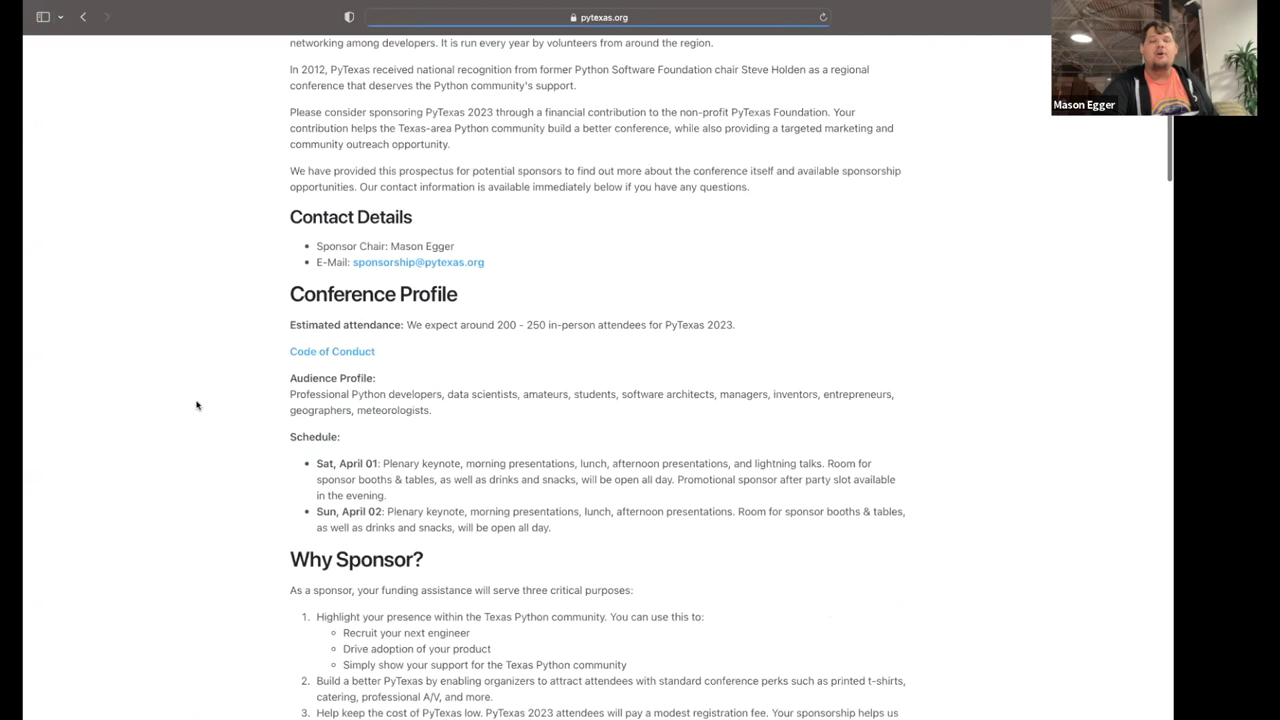 pytexas.org
Mason Egger
networking among developers. It is run every year by volunteers from around the region.
In 2012, PyTexas received national recognition from former Python Software Foundation chair Steve Holden as a regional
conference that deserves the Python community's support.
Please consider sponsoring PyTexas 2023 through a financial contribution to the non-profit PyTexas Foundation. Your
contribution helps the Texas-area Python community build a better conference, while also providing a targeted marketing and
community outreach opportunity.
We have provided this prospectus for potential sponsors to find out more about the conference itself and available sponsorship
opportunities. Our contact information is available immediately below if you have any questions.
Contact Details
• Sponsor Chair: Mason Egger
• E-Mail: sponsorship@pytexas.org
Conference Profile
Estimated attendance: We expect around 200 - 250 in-person attendees for PyTexas 2023.
Code of Conduct
Audience Profile:
Professional Python developers, data scientists, amateurs, students, software architects, managers, inventors, entrepreneurs,
geographers, meteorologists.
Schedule:
• Sat, April 01: Plenary keynote, morning presentations, lunch, afternoon presentations, and lightning talks. Room for
sponsor booths & tables, as well as drinks and snacks, will be open all day. Promotional sponsor after party slot available
in the evening.
• Sun, April 02: Plenary keynote, morning presentations, lunch, afternoon presentations. Room for sponsor booths & tables,
as well as drinks and snacks, will be open all day.
Why Sponsor?
As a sponsor, your funding assistance will serve three critical purposes:
1. Highlight your presence within the Texas Python community. You can use this to:
◦ Recruit your next engineer
◦ Drive adoption of your product
◦ Simply show your support for the Texas Python community
2. Build a better PyTexas by enabling organizers to attract attendees with standard conference perks such as printed t-shirts,
catering, professional A/V, and more.
3. Help keep the cost of PyTexas low. PyTexas 2023 attendees will pay a modest registration fee. Your sponsorship helps us